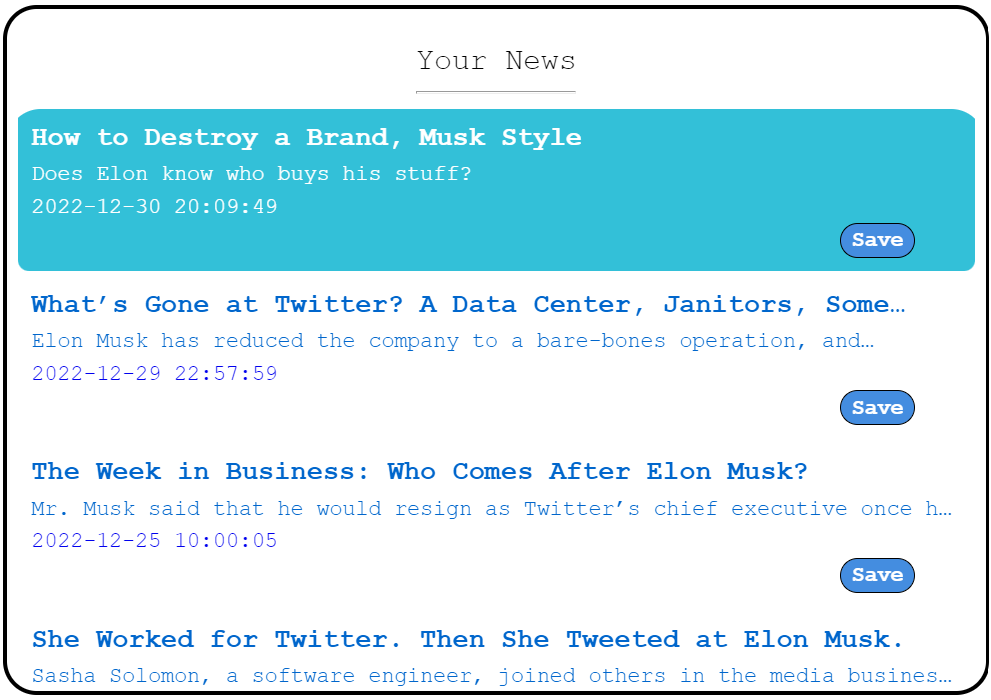 Your News
How to Destroy a Brand, Musk Style
Does Elon know who buys his stuff?
2022-12-30 20:09:49
Save
What’s Gone at Twitter? A Data Center, Janitors, Some…
Elon Musk has reduced the company to a bare-bones operation, and…
2022-12-29 22:57:59
Save
The Week in Business: Who Comes After Elon Musk?
Mr. Musk said that he would resign as Twitter’s chief executive once h…
2022-12-25 10:00:05
Save
She Worked for Twitter. Then She Tweeted at Elon Musk.
Sasha Solomon, a software engineer, joined others in the media busines…